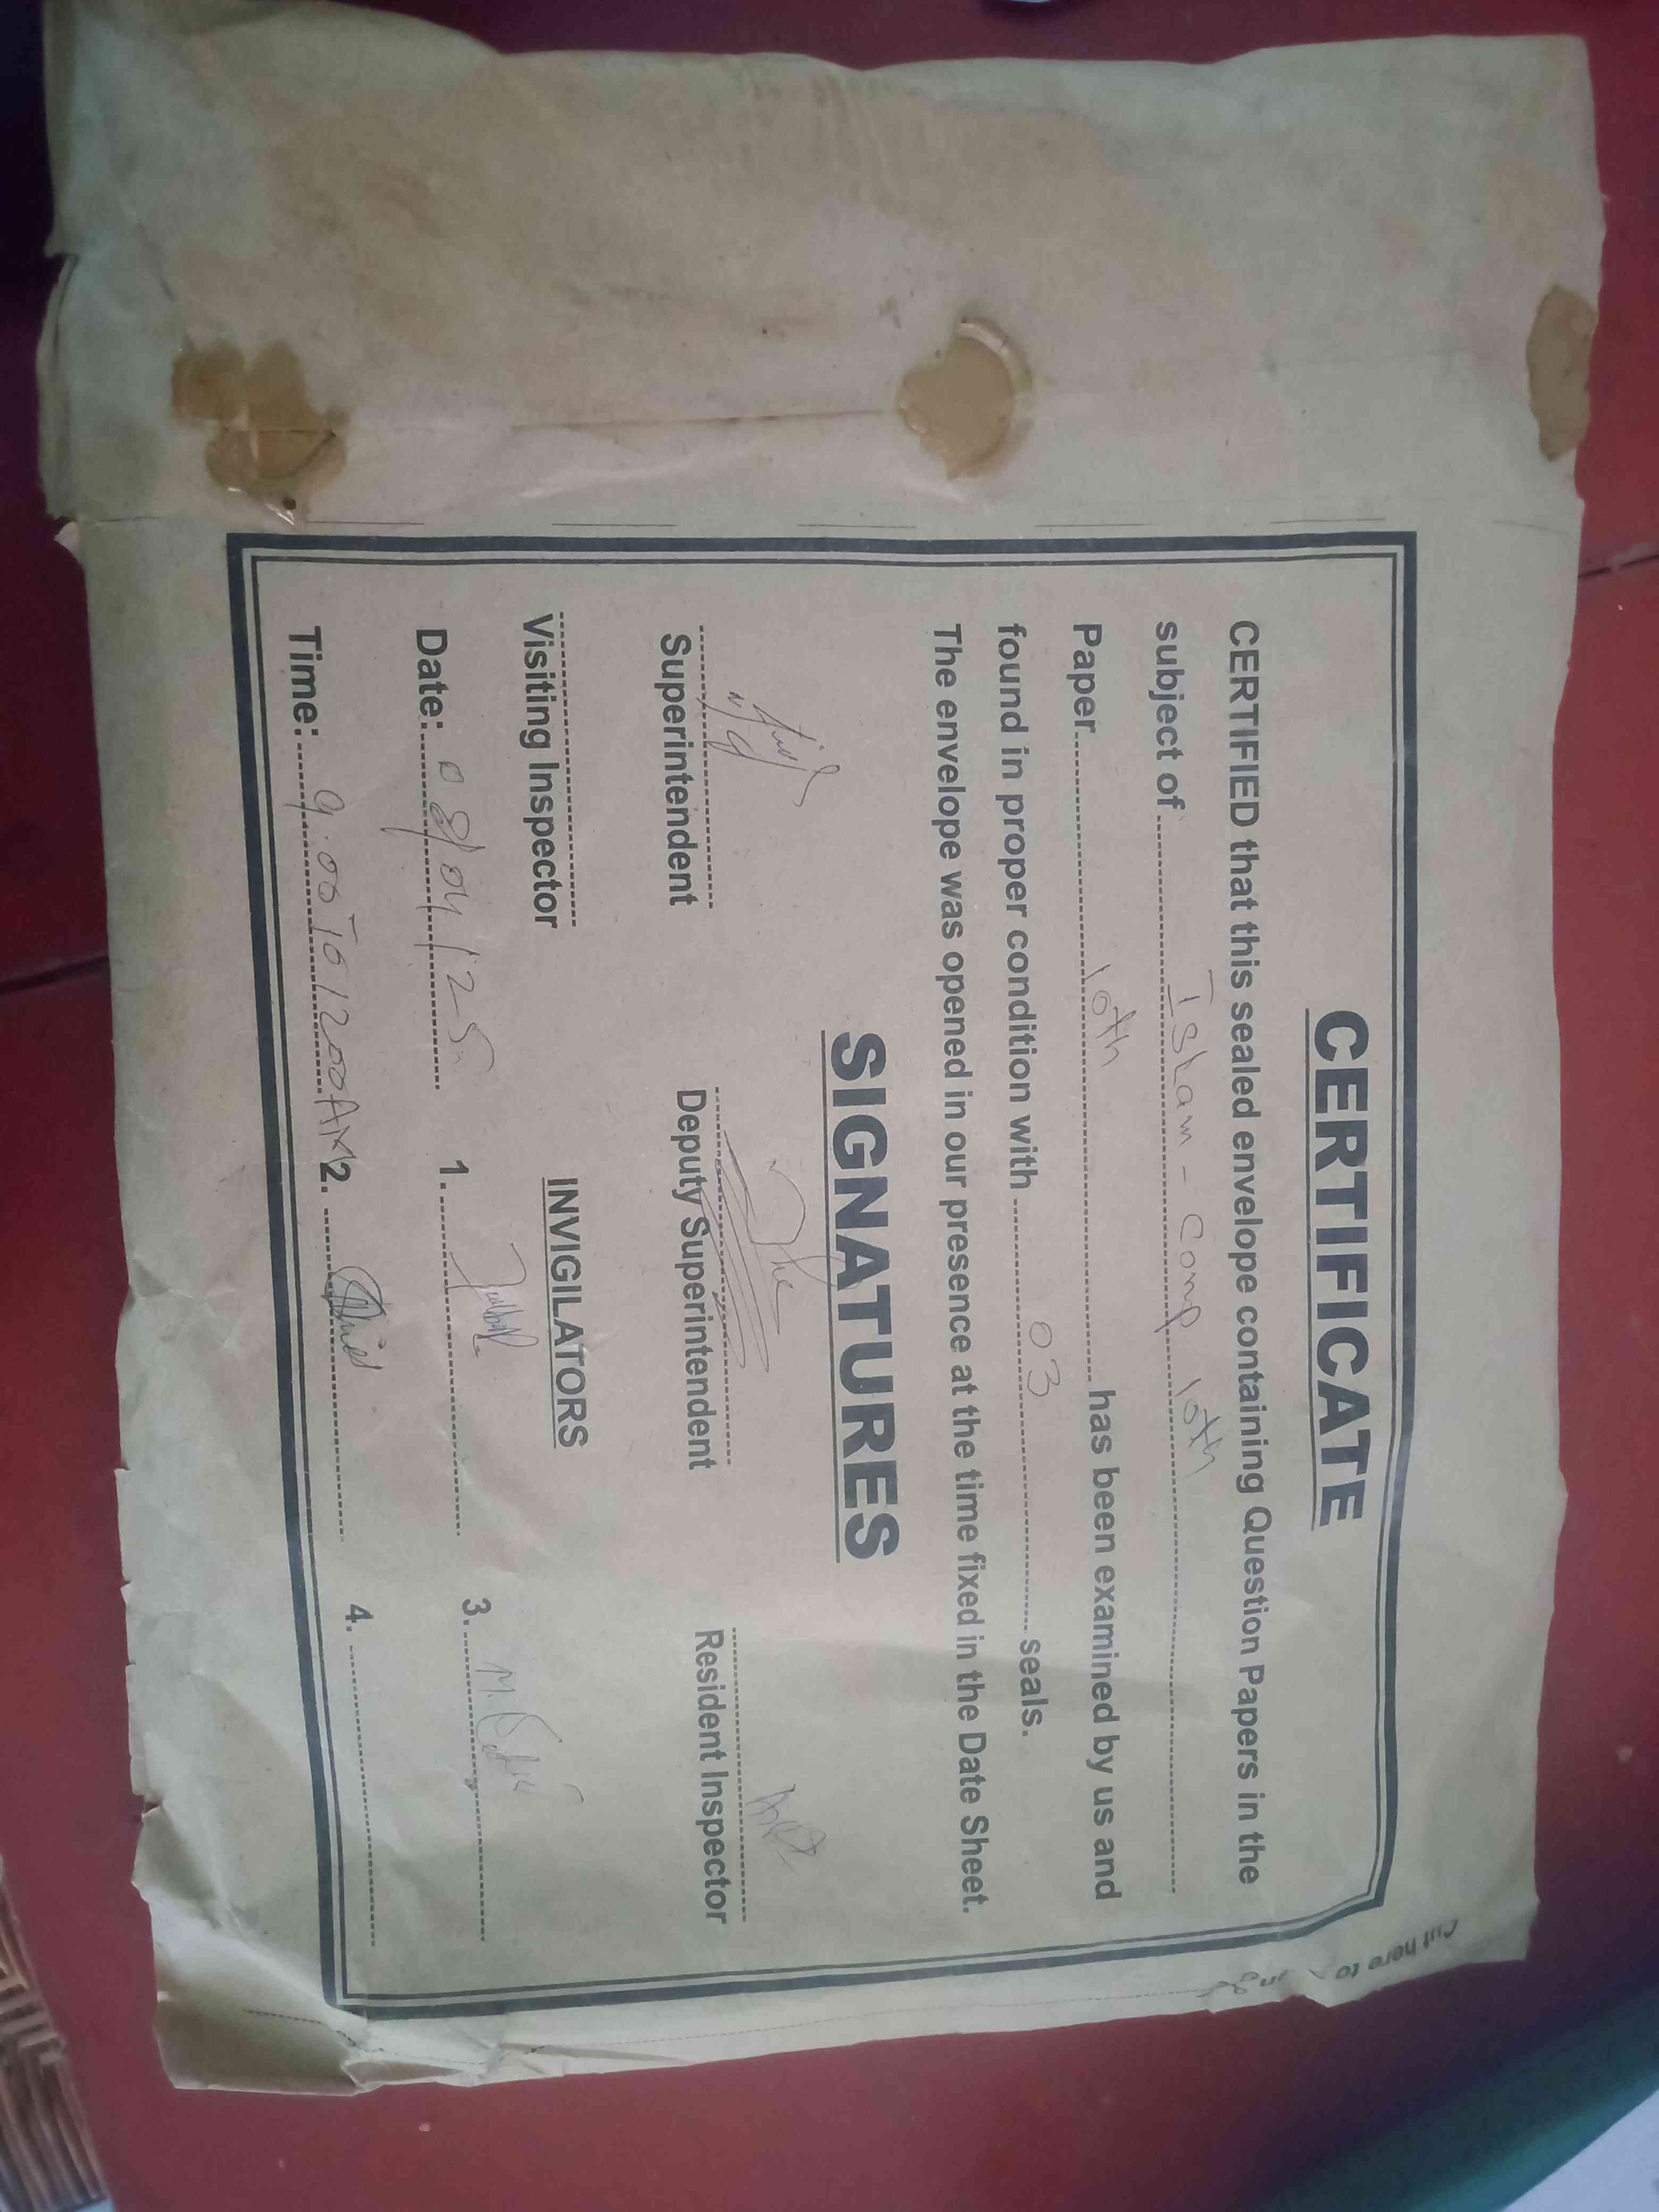 CERTIFICATE
CERTIFIED that this sealed envelope containing Question Papers in the
subject of Islam - Comp 10th
Paper 10th has been examined by us and
found in proper condition with 03 seals.
The envelope was opened in our presence at the time fixed in the Date Sheet.
SIGNATURES
Superintendent Deputy Superintendent Resident Inspector
Visiting Inspector INVIGILATORS
Date: 08/04/25 1. 3. M.
Time: 9:00 To 12:00 AM 2. 4.
Cut here to